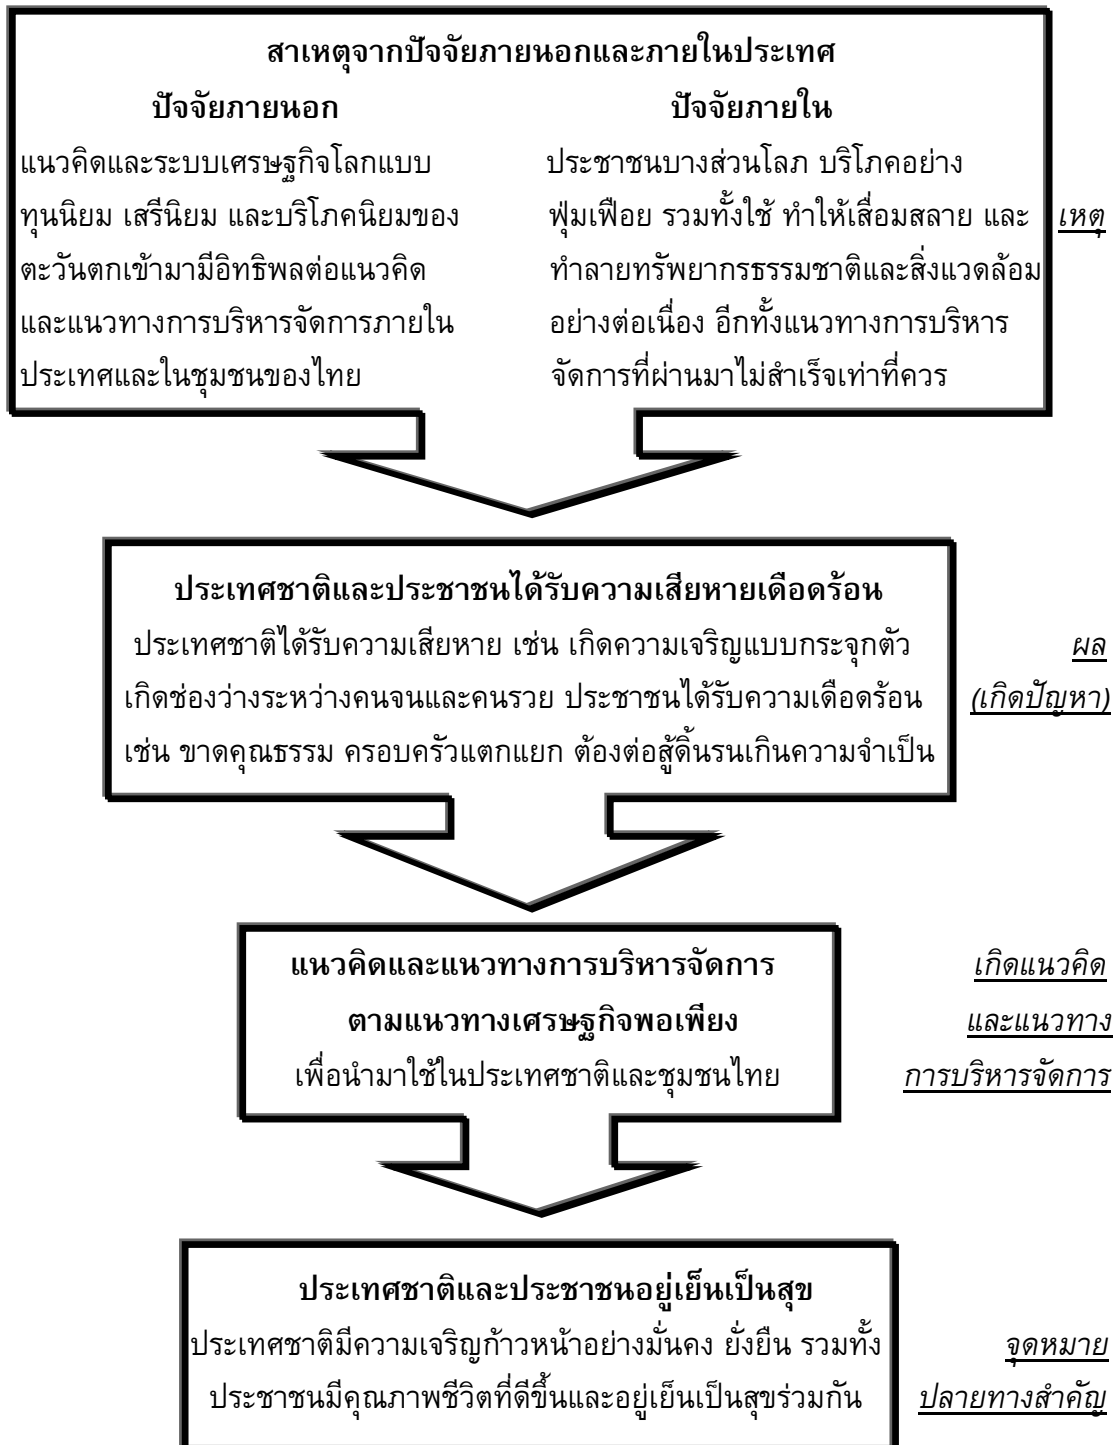 สาเหตุจากปัจจัยภายนอกและภายในประเทศ
ปัจจัยภายนอก
แนวคิดและระบบเศรษฐกิจโลกแบบ
ทุนนิยม เสรีนิยม และบริโภคนิยมของ
ตะวันตกเข้ามามีอิทธิพลต่อแนวคิด
และแนวทางการบริหารจัดการภายใน
ประเทศและในชุมชนของไทย
ปัจจัยภายใน
ประชาชนบางส่วนโลภ บริโภคอย่าง
ฟุ่มเฟือย รวมทั้งใช้ ทำให้เสื่อมสลาย และ
ทำลายทรัพยากรธรรมชาติและสิ่งแวดล้อม
อย่างต่อเนื่อง อีกทั้งแนวทางการบริหาร
จัดการที่ผ่านมาไม่สำเร็จเท่าที่ควร
เหตุ
ประเทศชาติและประชาชนได้รับความเสียหายเดือดร้อน
ประเทศชาติได้รับความเสียหาย เช่น เกิดความเจริญแบบกระจุกตัว
เกิดช่องว่างระหว่างคนจนและคนรวย ประชาชนได้รับความเดือดร้อน
เช่น ขาดคุณธรรม ครอบครัวแตกแยก ต้องต่อสู้ดิ้นรนเกินความจำเป็น
ผล
(เกิดปัญหา)
แนวคิดและแนวทางการบริหารจัดการ
ตามแนวทางเศรษฐกิจพอเพียง
เพื่อนำมาใช้ในประเทศชาติและชุมชนไทย
เกิดแนวคิด
และแนวทาง
การบริหารจัดการ
ประเทศชาติและประชาชนอยู่เย็นเป็นสุข
ประเทศชาติมีความเจริญก้าวหน้าอย่างมั่นคง ยั่งยืน รวมทั้ง
ประชาชนมีคุณภาพชีวิตที่ดีขึ้นและอยู่เย็นเป็นสุขร่วมกัน
จุดหมาย
ปลายทางสำคัญ